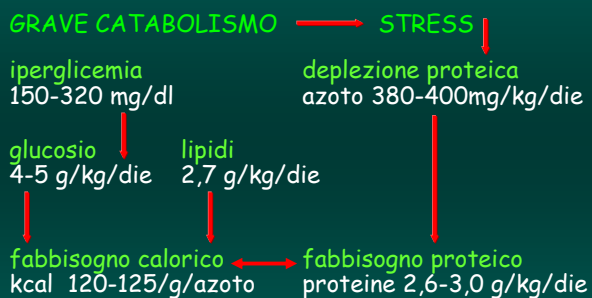 GRAVE CATABOLISMO STRESS
iperglicemia
150-320 mg/dl
deplezione proteica
azoto 380-400mg/kg/die
glucosio
4-5 g/kg/die
lipidi
2,7 g/kg/die
fabbisogno calorico
kcal 120-125/g/azoto
fabbisogno proteico
proteine 2,6-3,0 g/kg/die